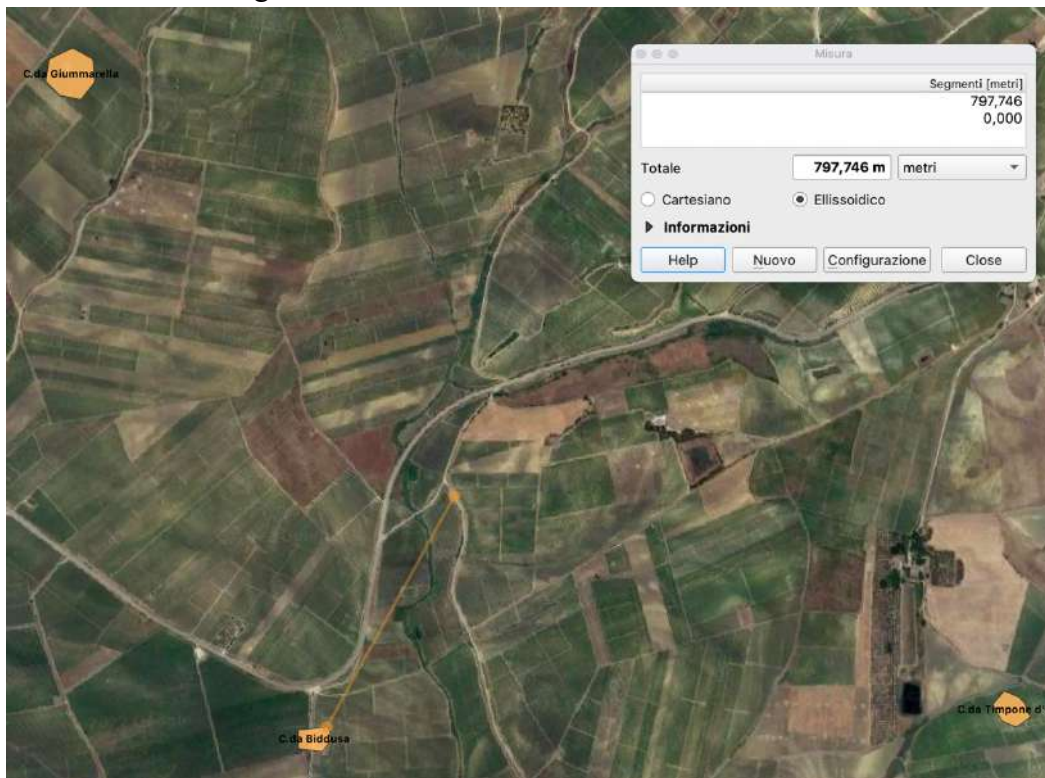 C.da Giummarella
Misura
Segmenti [metri]
797,746
0,000
Totale
797,746 m
metri
Cartesiano
Ellissoidico
Informazioni
Help
Nuovo
Configurazione
Close
C.da Timpone d'
C.da Biddusa